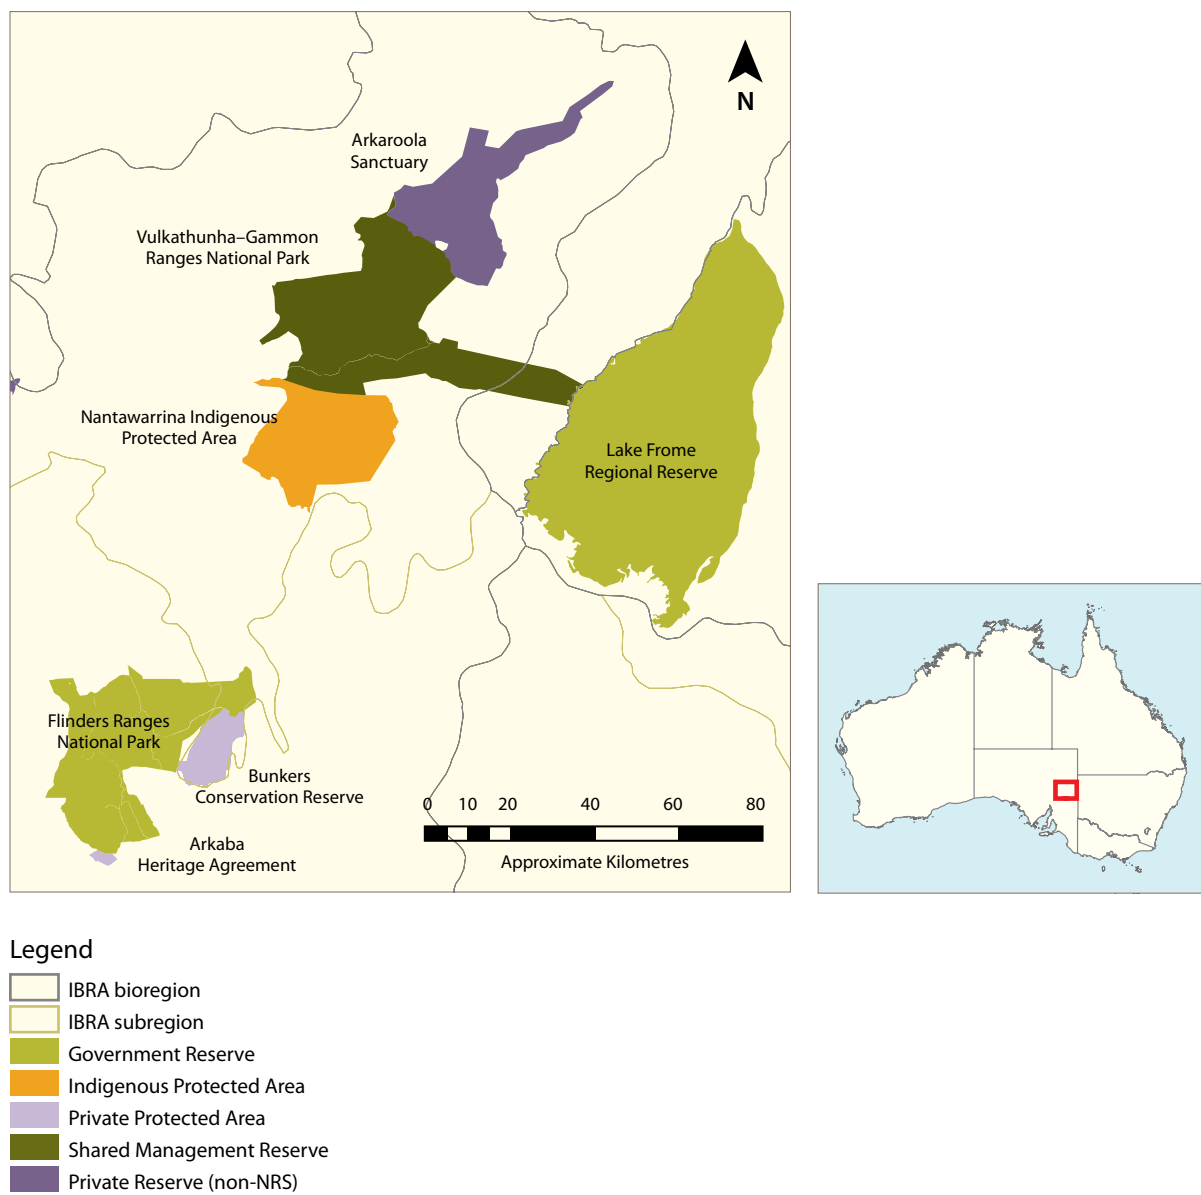 N
Arkaroola
Sanctuary
Vulkathunha–Gammon
Ranges National Park
Nantawarrina Indigenous
Protected Area
Lake Frome
Regional Reserve
Flinders Ranges
National Park
Bunkers
Conservation Reserve
Arkaba
Heritage Agreement
0 10 20 40 60 80
Approximate Kilometres
Legend
IBRA bioregion
IBRA subregion
Government Reserve
Indigenous Protected Area
Private Protected Area
Shared Management Reserve
Private Reserve (non-NRS)